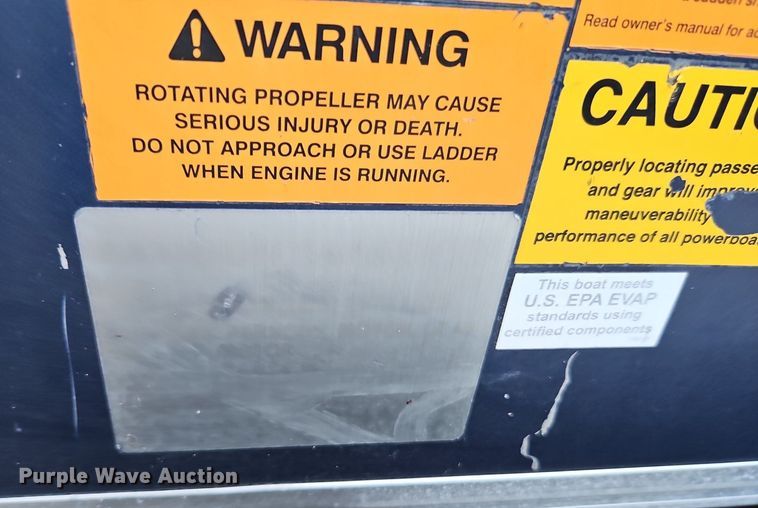 WARNING
ROTATING PROPELLER MAY CAUSE
SERIOUS INJURY OR DEATH.
DO NOT APPROACH OR USE LADDER
WHEN ENGINE IS RUNNING.
Read owner's manual for
CAUTI
Properly locating passe
and gear will
maneuverability
performance of all powerboa
This boat meets
U.S. EPA EVAP
standards using
certified components
Purple Wave Auction